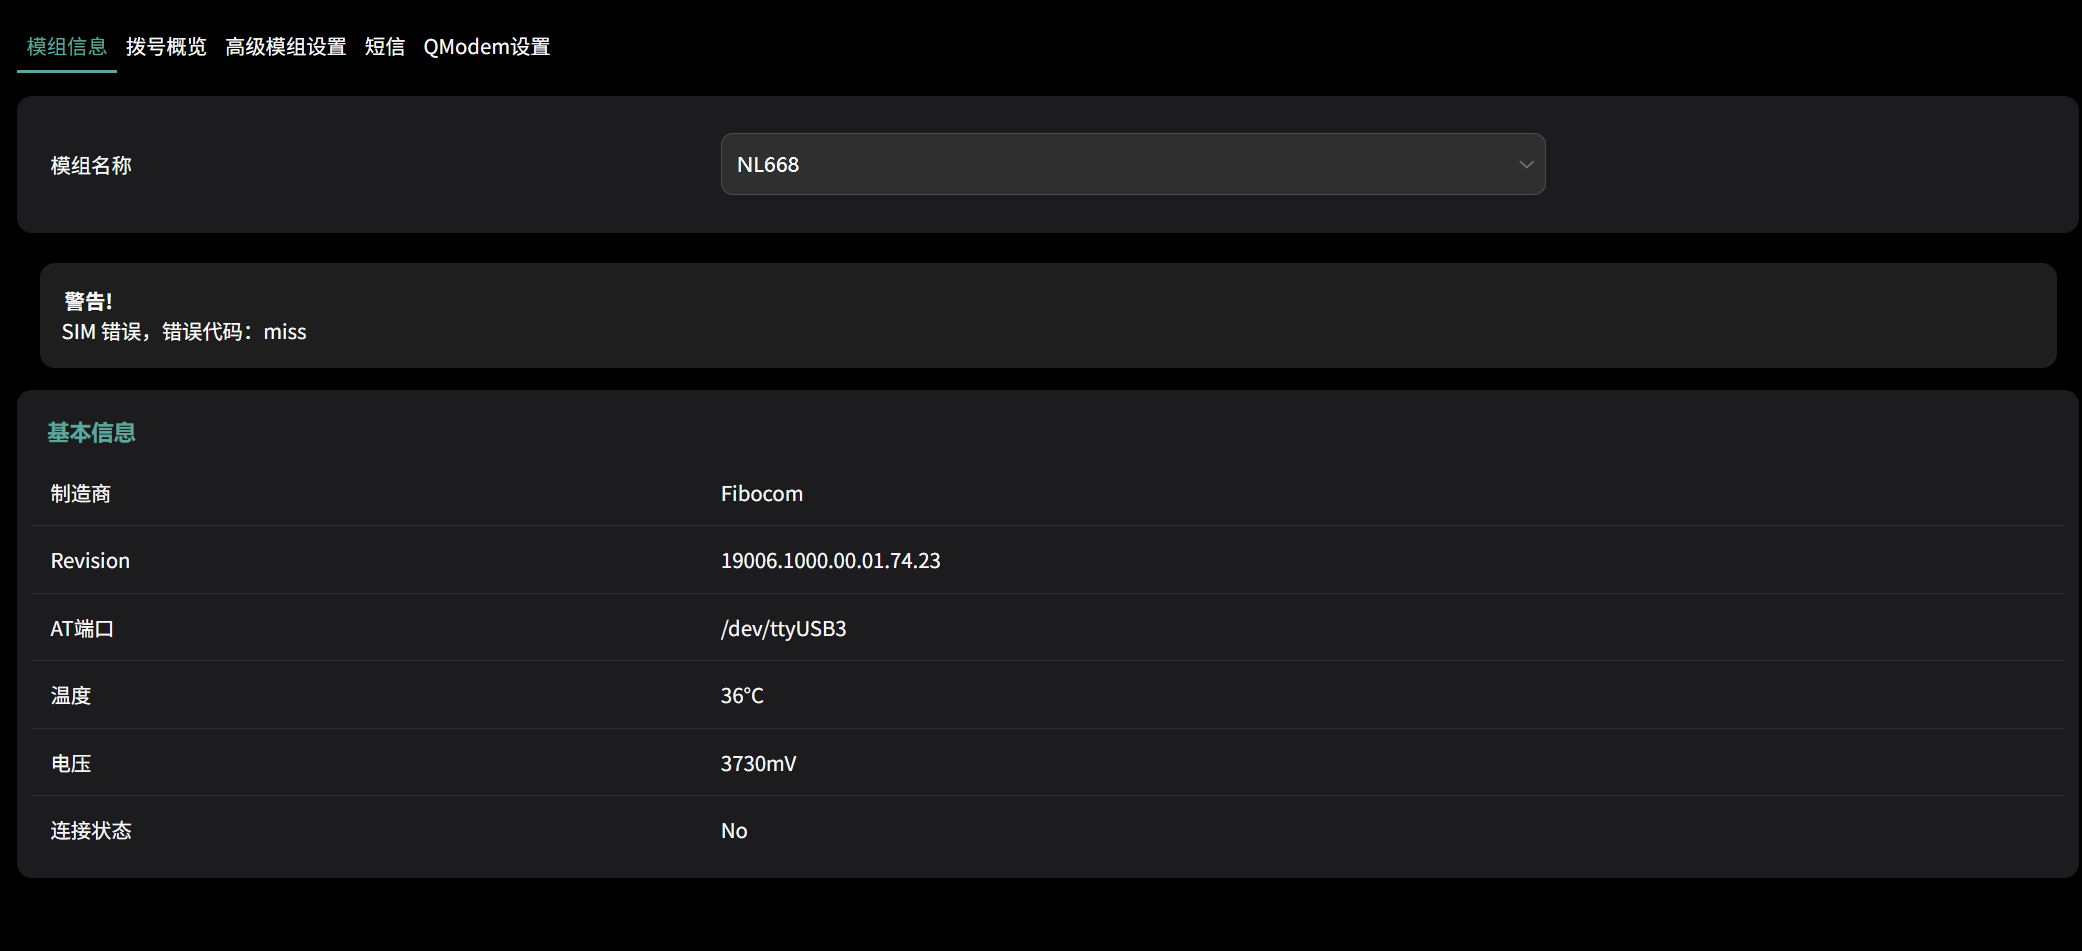 模组信息 拨号概览 高级模组设置 短信 QModem设置
模组名称 NL668
警告!
SIM 错误，错误代码：miss
基本信息
制造商 Fibocom
Revision 19006.1000.00.01.74.23
AT端口 /dev/ttyUSB3
温度 36°C
电压 3730mV
连接状态 No